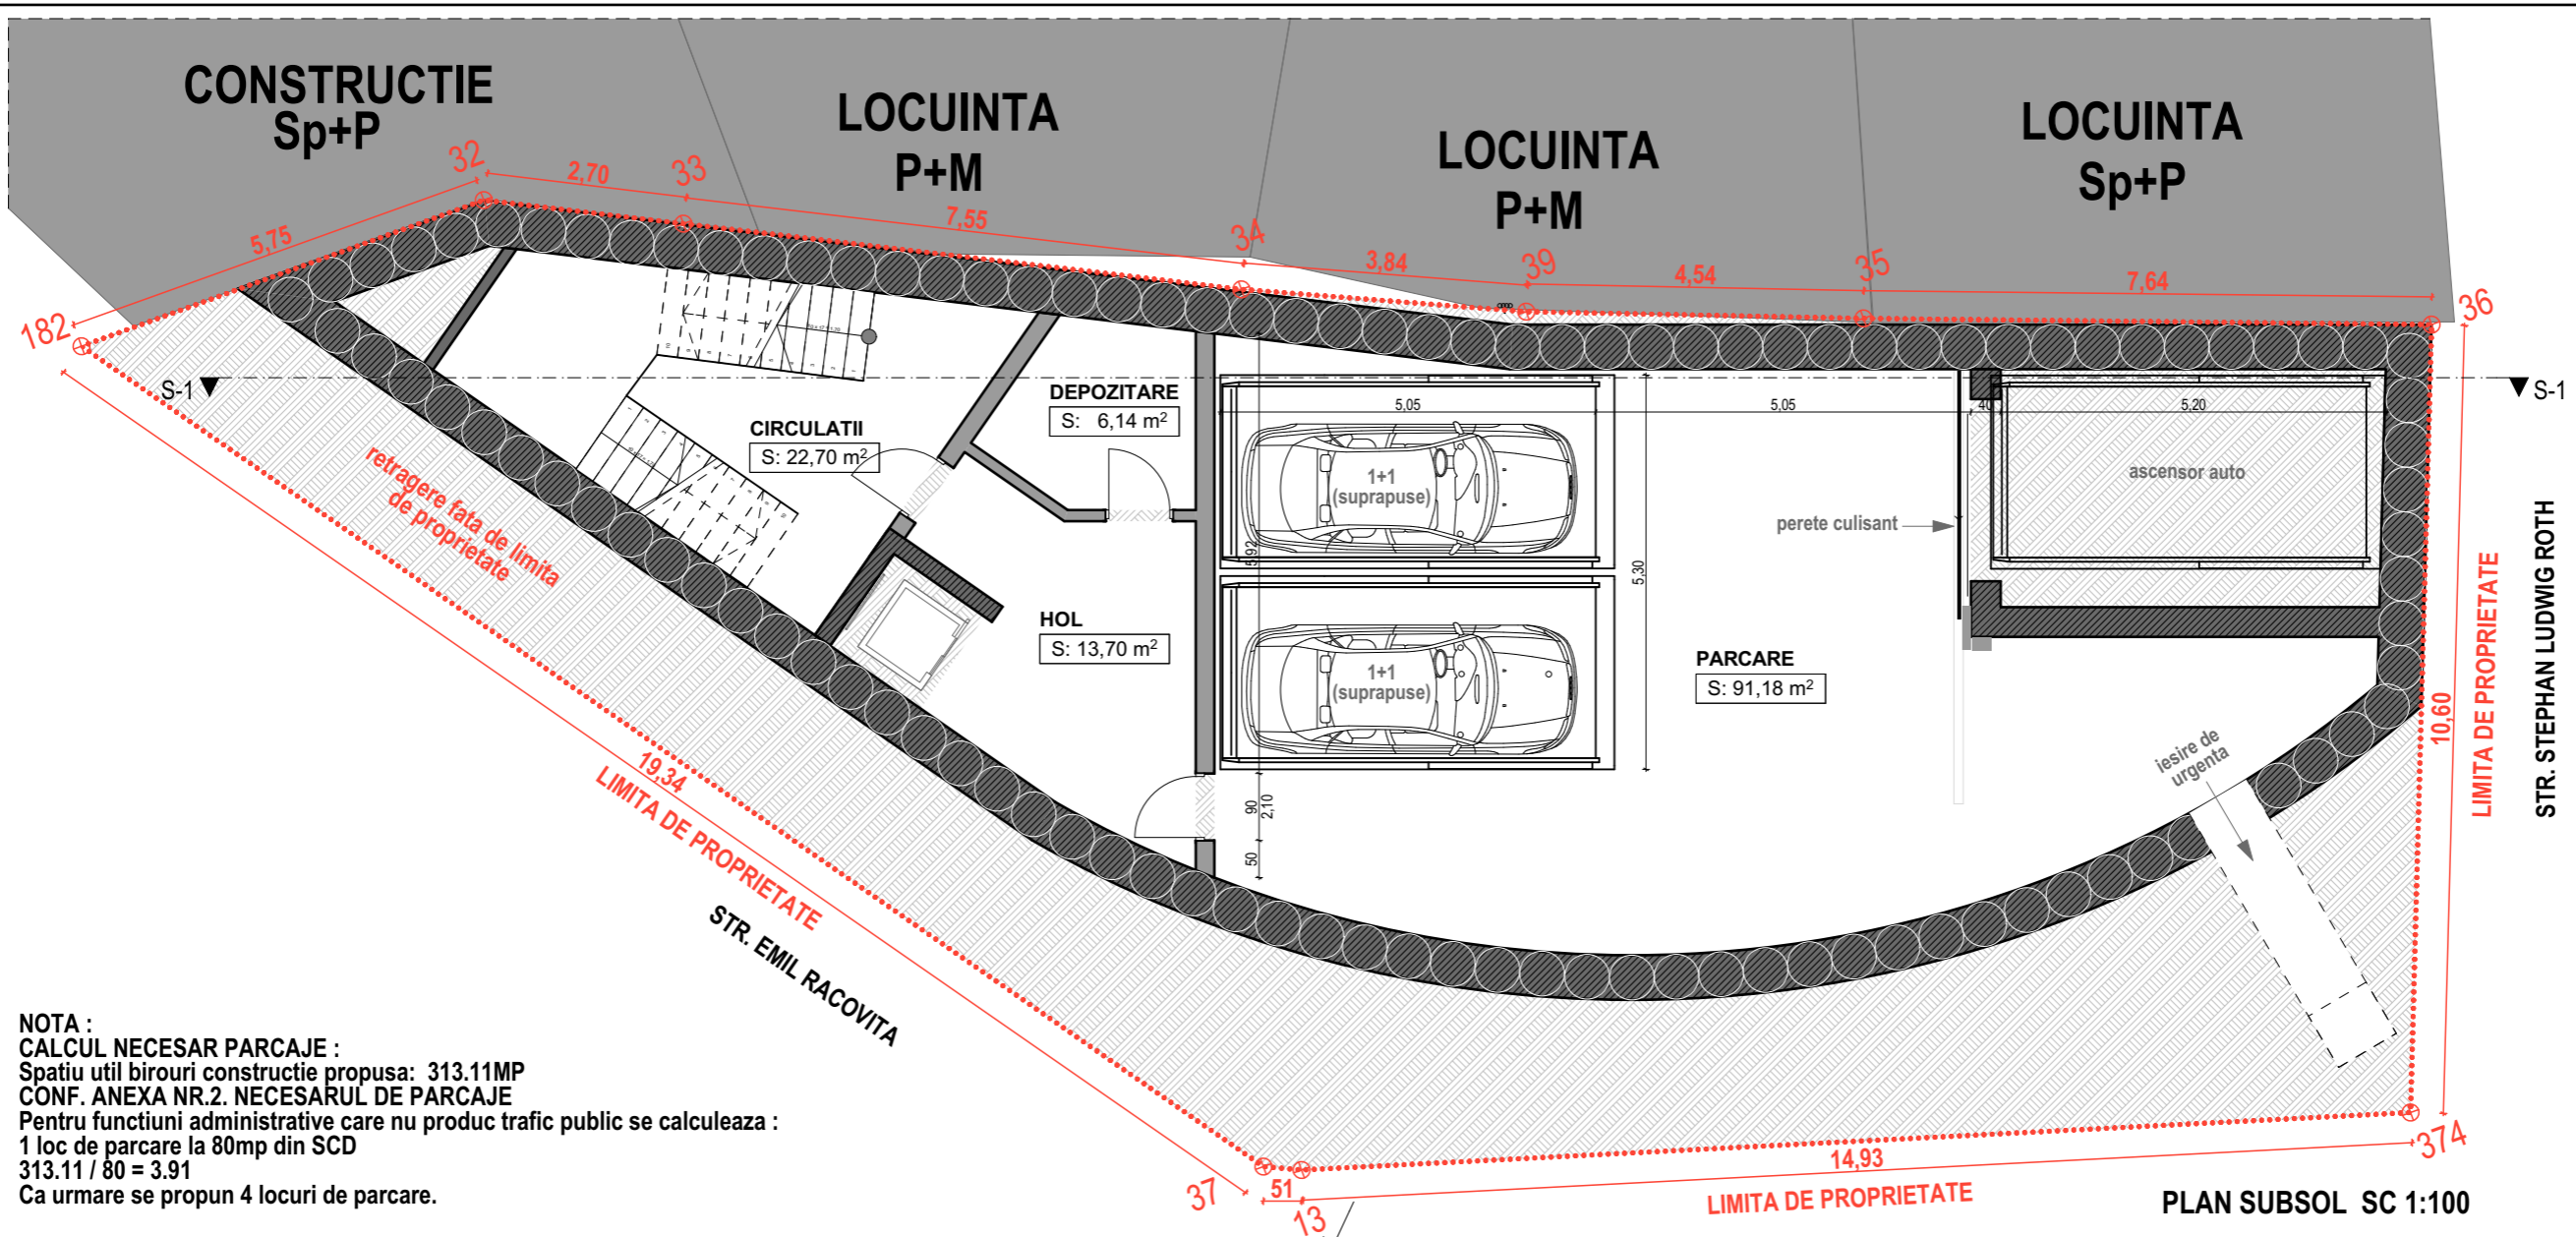 CONSTRUCTIE
Sp+P
LOCUINTA
P+M
LOCUINTA
P+M
LOCUINTA
Sp+P
32
2,70
33
7,55
34
3,84
39
4,54
35
7,64
36
5,75
182
S-1
S-1
DEPOZITARE
S: 6,14 m²
CIRCULATII
S: 22,70 m²
5,05
5,05
40
5,20
1+1
(suprapuse)
ascensor auto
perete culisant
retragere fata de limita
de proprietate
5,92
5,30
HOL
S: 13,70 m²
1+1
(suprapuse)
PARCARE
S: 91,18 m²
LIMITA DE PROPRIETATE
10,60
STR. STEPHAN LUDWIG ROTH
iesire de
urgenta
19,34
LIMITA DE PROPRIETATE
STR. EMIL RACOVITA
90
2,10
50
NOTA :
CALCUL NECESAR PARCAJE :
Spatiu util birouri constructie propusa: 313.11MP
CONF. ANEXA NR.2. NECESARUL DE PARCAJE
Pentru functiuni administrative care nu produc trafic public se calculeaza :
1 loc de parcare la 80mp din SCD
313.11 / 80 = 3.91
Ca urmare se propun 4 locuri de parcare.
37
51
13
14,93
374
LIMITA DE PROPRIETATE
PLAN SUBSOL SC 1:100